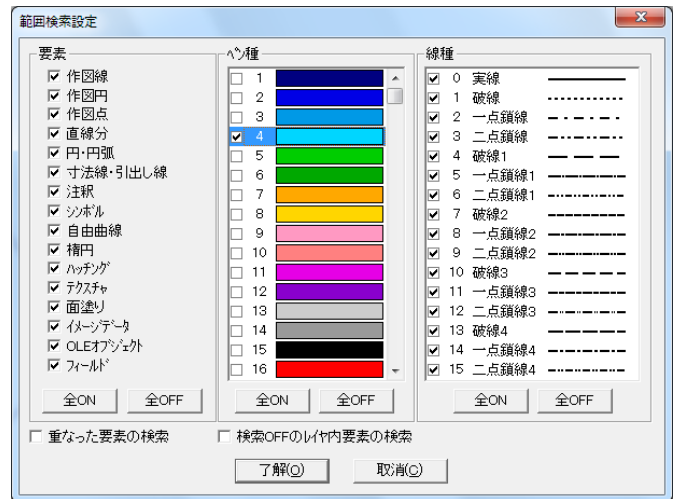 範囲検索設定
要素
作図線
作図円
作図点
直線分
円・円弧
寸法線・引出し線
注釈
シンボル
自由曲線
楕円
ハッチング
テクスチャ
面塗り
イメージデータ
OLEオブジェクト
フィールド
全ON 全OFF
ペン種
1
2
3
4
5
6
7
8
9
10
11
12
13
14
15
16
全ON 全OFF
線種
0 実線
1 破線
2 一点鎖線
3 二点鎖線
4 破線1
5 一点鎖線1
6 二点鎖線1
7 破線2
8 一点鎖線2
9 二点鎖線2
10 破線3
11 一点鎖線3
12 二点鎖線3
13 破線4
14 一点鎖線4
15 二点鎖線4
全ON 全OFF
重なった要素の検索 検索OFFのレイヤ内要素の検索
了解(O) 取消(C)